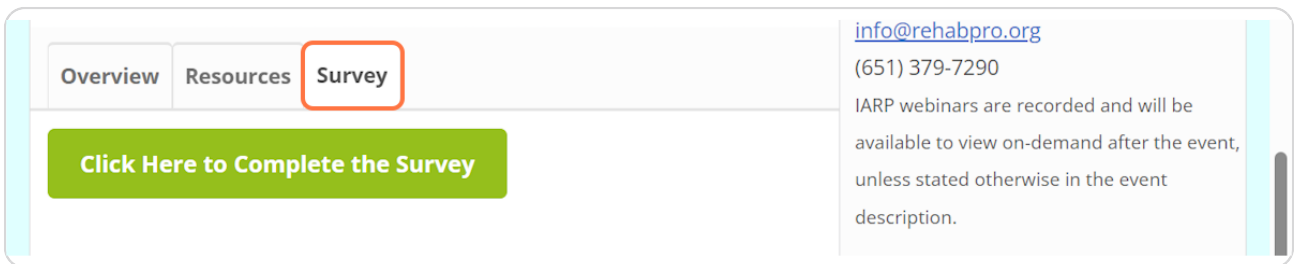 Overview Resources Survey
Click Here to Complete the Survey
info@rehabpro.org
(651) 379-7290
IARP webinars are recorded and will be
available to view on-demand after the event,
unless stated otherwise in the event
description.